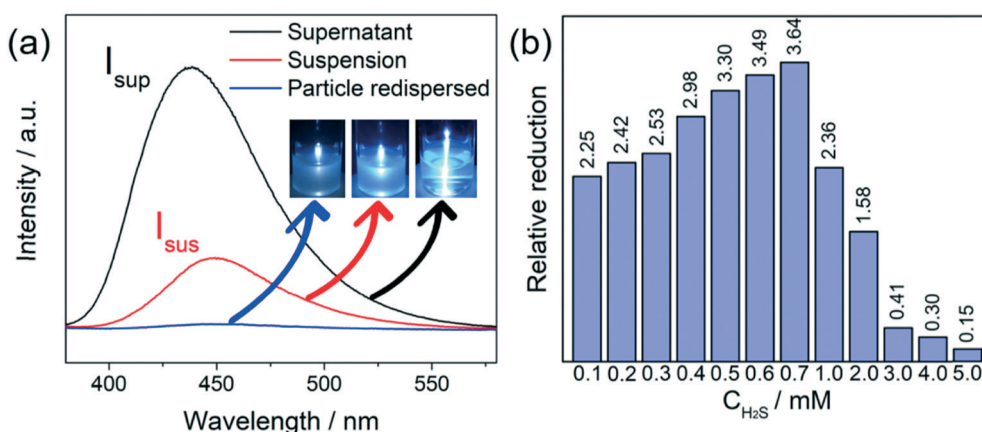 (a)
Supernatant
Suspension
Particle redispersed
I sup
I sus
Intensity / a.u.
400 450 500 550
Wavelength / nm
(b)
Relative reduction
2.25 2.42 2.53 2.98 3.30 3.49 3.64 2.36 1.58 0.41 0.30 0.15
0.1 0.2 0.3 0.4 0.5 0.6 0.7 1.0 2.0 3.0 4.0 5.0
C H2S / mM